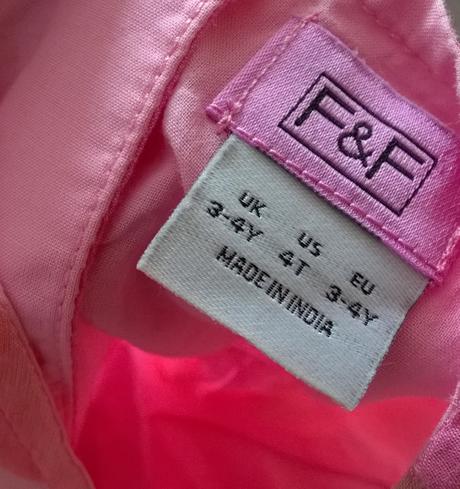 F&F
UK US EU
3-4Y 4T 3-4Y
MADE IN INDIA